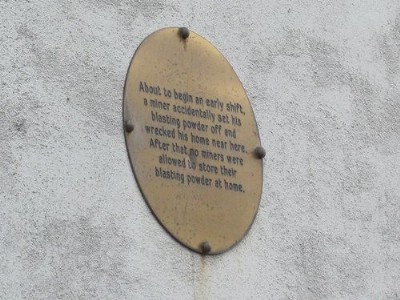 About to begin an early shift,
a miner accidentally set his
blasting powder off and
wrecked his home near here.
After that no miners were
allowed to store their
blasting powder at home.